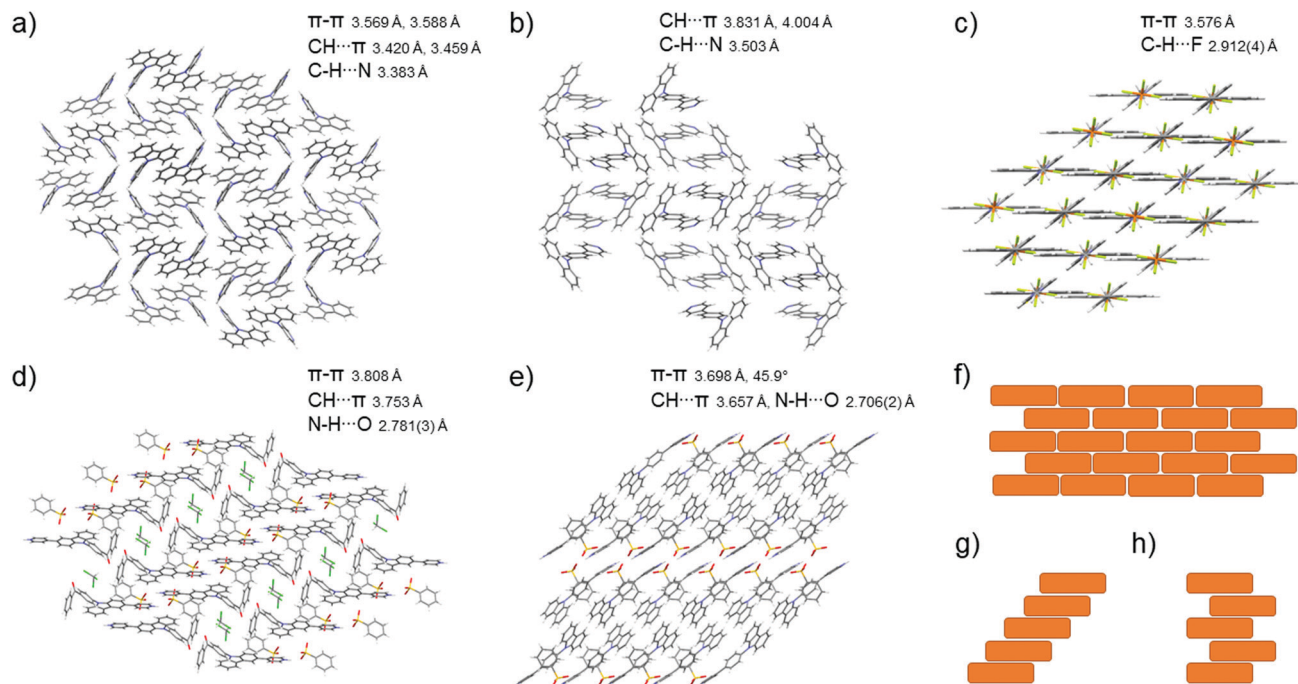 a)
π-π 3.569 Å, 3.588 Å
CH···π 3.420 Å, 3.459 Å
C-H···N 3.383 Å
b)
CH···π 3.831 Å, 4.004 Å
C-H···N 3.503 Å
c)
π-π 3.576 Å
C-H···F 2.912(4) Å
d)
π-π 3.808 Å
CH···π 3.753 Å
N-H···O 2.781(3) Å
e)
π-π 3.698 Å, 45.9°
CH···π 3.657 Å, N-H···O 2.706(2) Å
f)
g)
h)